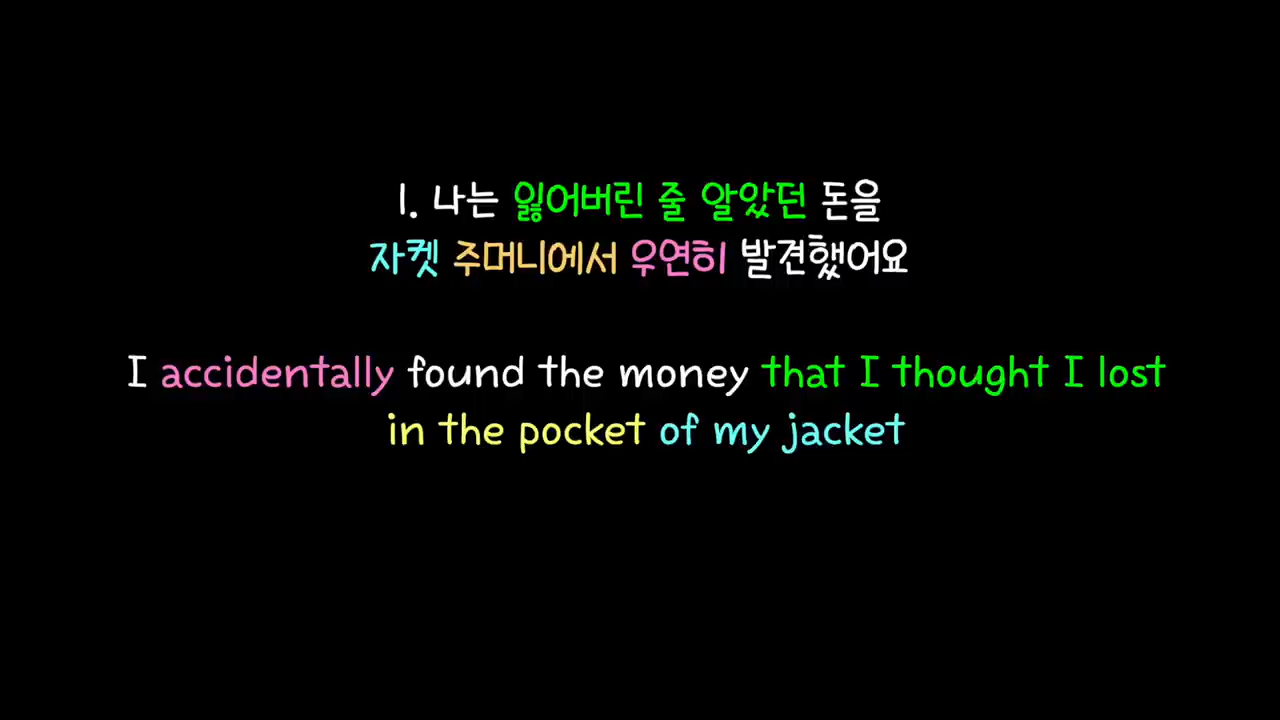 1. 나는 잃어버린 줄 알았던 돈을
자켓 주머니에서 우연히 발견했어요
I accidentally found the money that I thought I lost
in the pocket of my jacket